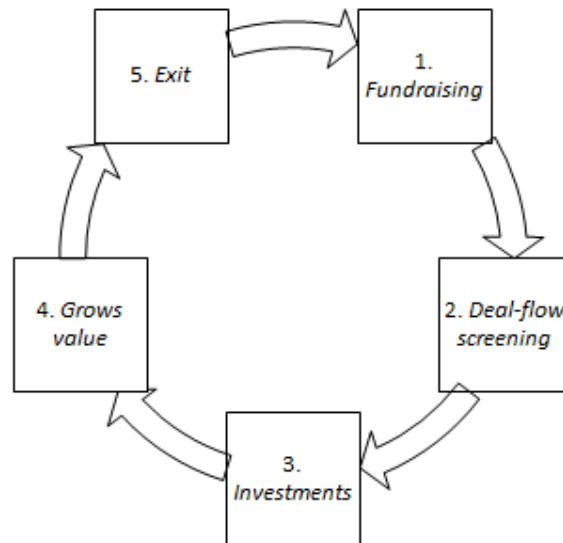 1.
Fundraising
2. Deal-flow
screening
3.
Investments
4. Grows
value
5. Exit